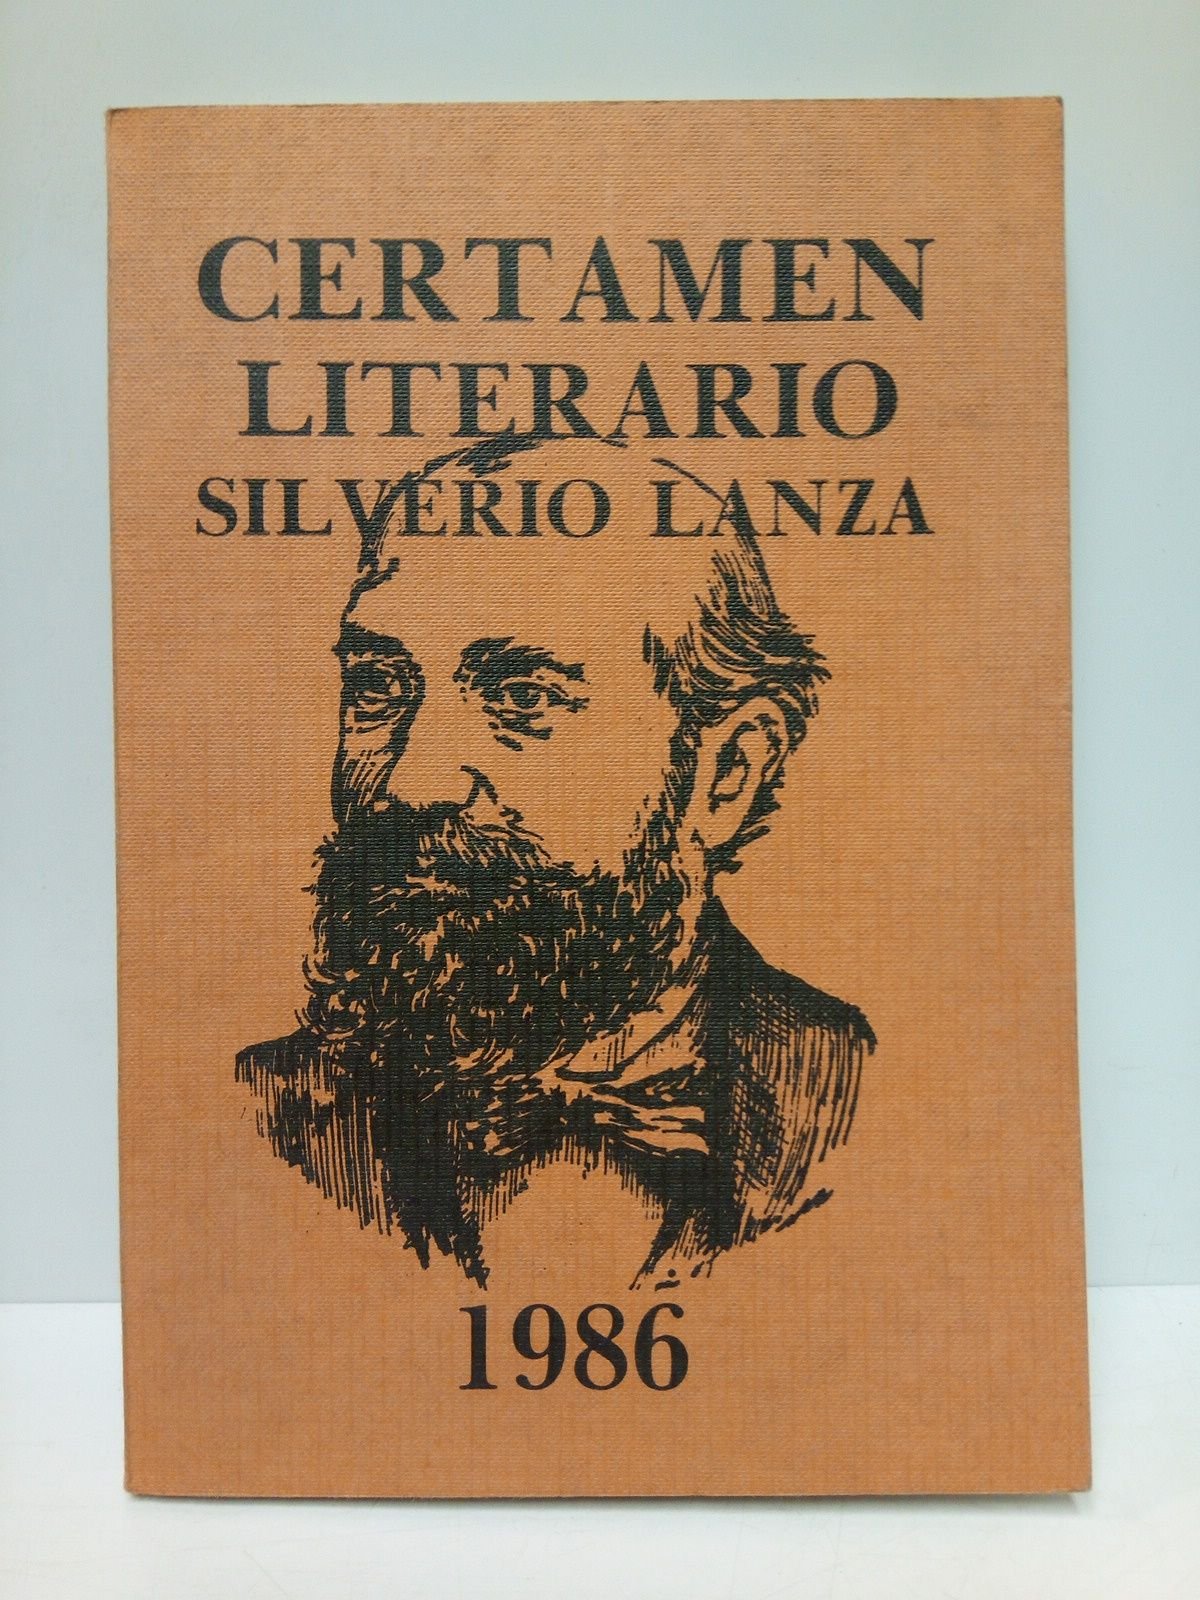 CERTAMEN
LITERARIO
SILVERIO LANZA
1986